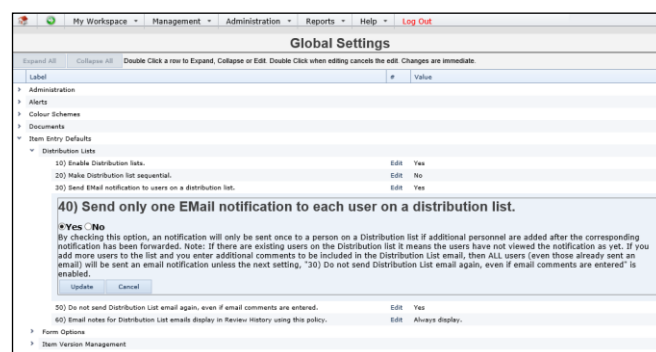 My Workspace Management Administration Reports Help Log Out
Global Settings
Expand All Collapse All Double Click a row to Expand, Collapse or Edit. Double Click when editing cancels the edit. Changes are immediate.
Label # Value
Administration
Alerts
Colour Schemes
Documents
Item Entry Defaults
Distribution Lists
10) Enable Distribution lists. Edit Yes
20) Make Distribution list sequential. Edit No
30) Send EMail notification to users on a distribution list. Edit Yes
40) Send only one EMail notification to each user on a distribution list.
Yes No
By checking this option, an notification will only be sent once to a person on a Distribution list if additional personnel are added after the corresponding
notification has been forwarded. Note: If there are existing users on the Distribution list it means the users have not viewed the notification as yet. If you
add more users to the list and you enter additional comments to be included in the Distribution List email, then ALL users (even those already sent an
email) will be sent an email notification unless the next setting, "30) Do not send Distribution List email again, even if email comments are entered" is
enabled.
Update Cancel
50) Do not send Distribution List email again, even if email comments are entered. Edit Yes
60) Email notes for Distribution List emails display in Review History using this policy. Edit Always display.
Form Options
Item Version Management